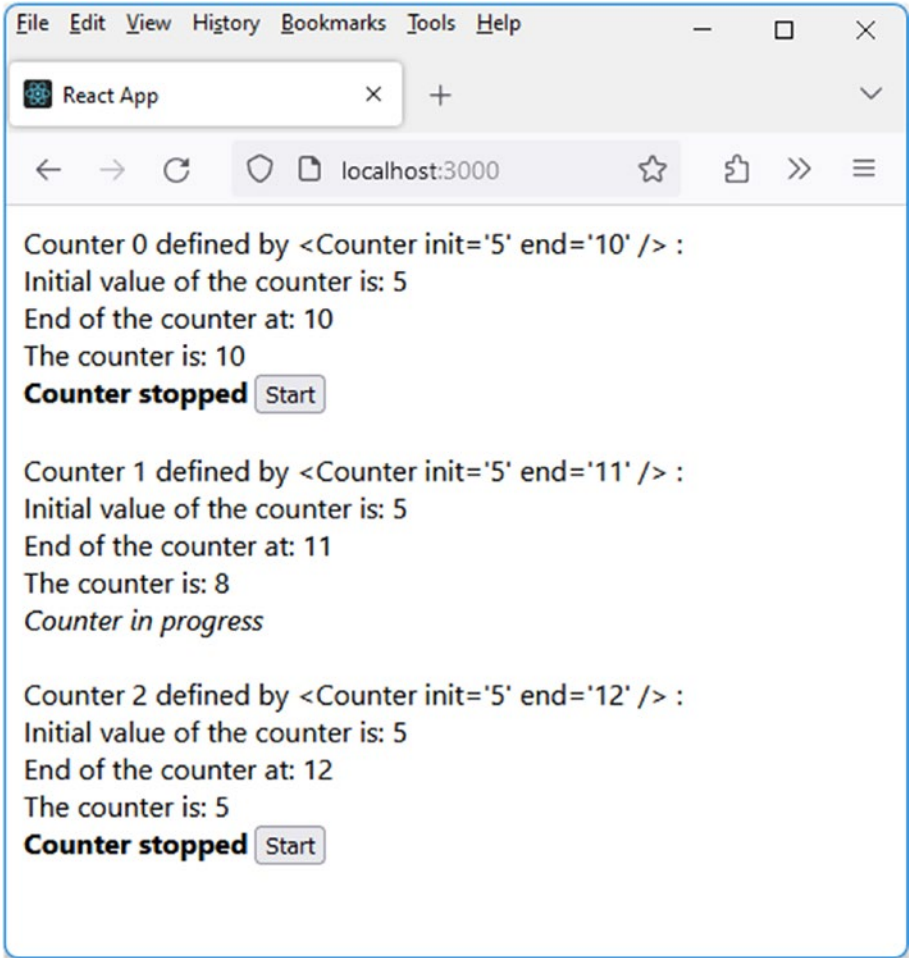 File Edit View History Bookmarks Tools Help
React App
localhost:3000
Counter 0 defined by <Counter init='5' end='10' /> :
Initial value of the counter is: 5
End of the counter at: 10
The counter is: 10
Counter stopped Start
Counter 1 defined by <Counter init='5' end='11' /> :
Initial value of the counter is: 5
End of the counter at: 11
The counter is: 8
Counter in progress
Counter 2 defined by <Counter init='5' end='12' /> :
Initial value of the counter is: 5
End of the counter at: 12
The counter is: 5
Counter stopped Start